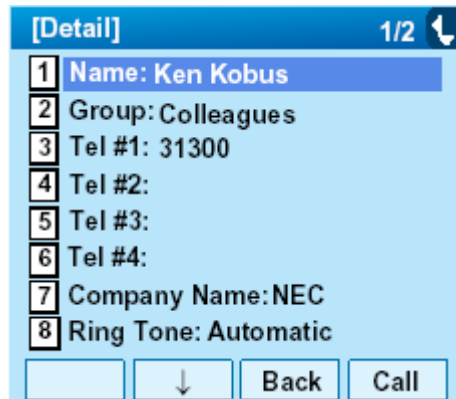 [Detail] 1/2
1 Name: Ken Kobus
2 Group: Colleagues
3 Tel #1: 31300
4 Tel #2:
5 Tel #3:
6 Tel #4:
7 Company Name: NEC
8 Ring Tone: Automatic
↓ Back Call